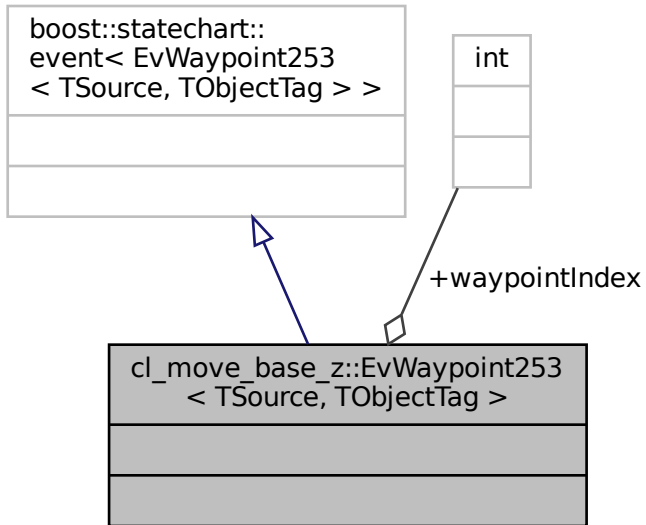 boost::statechart::
event< EvWaypoint253
< TSource, TObjectTag > >
int
+waypointIndex
cl_move_base_z::EvWaypoint253
< TSource, TObjectTag >